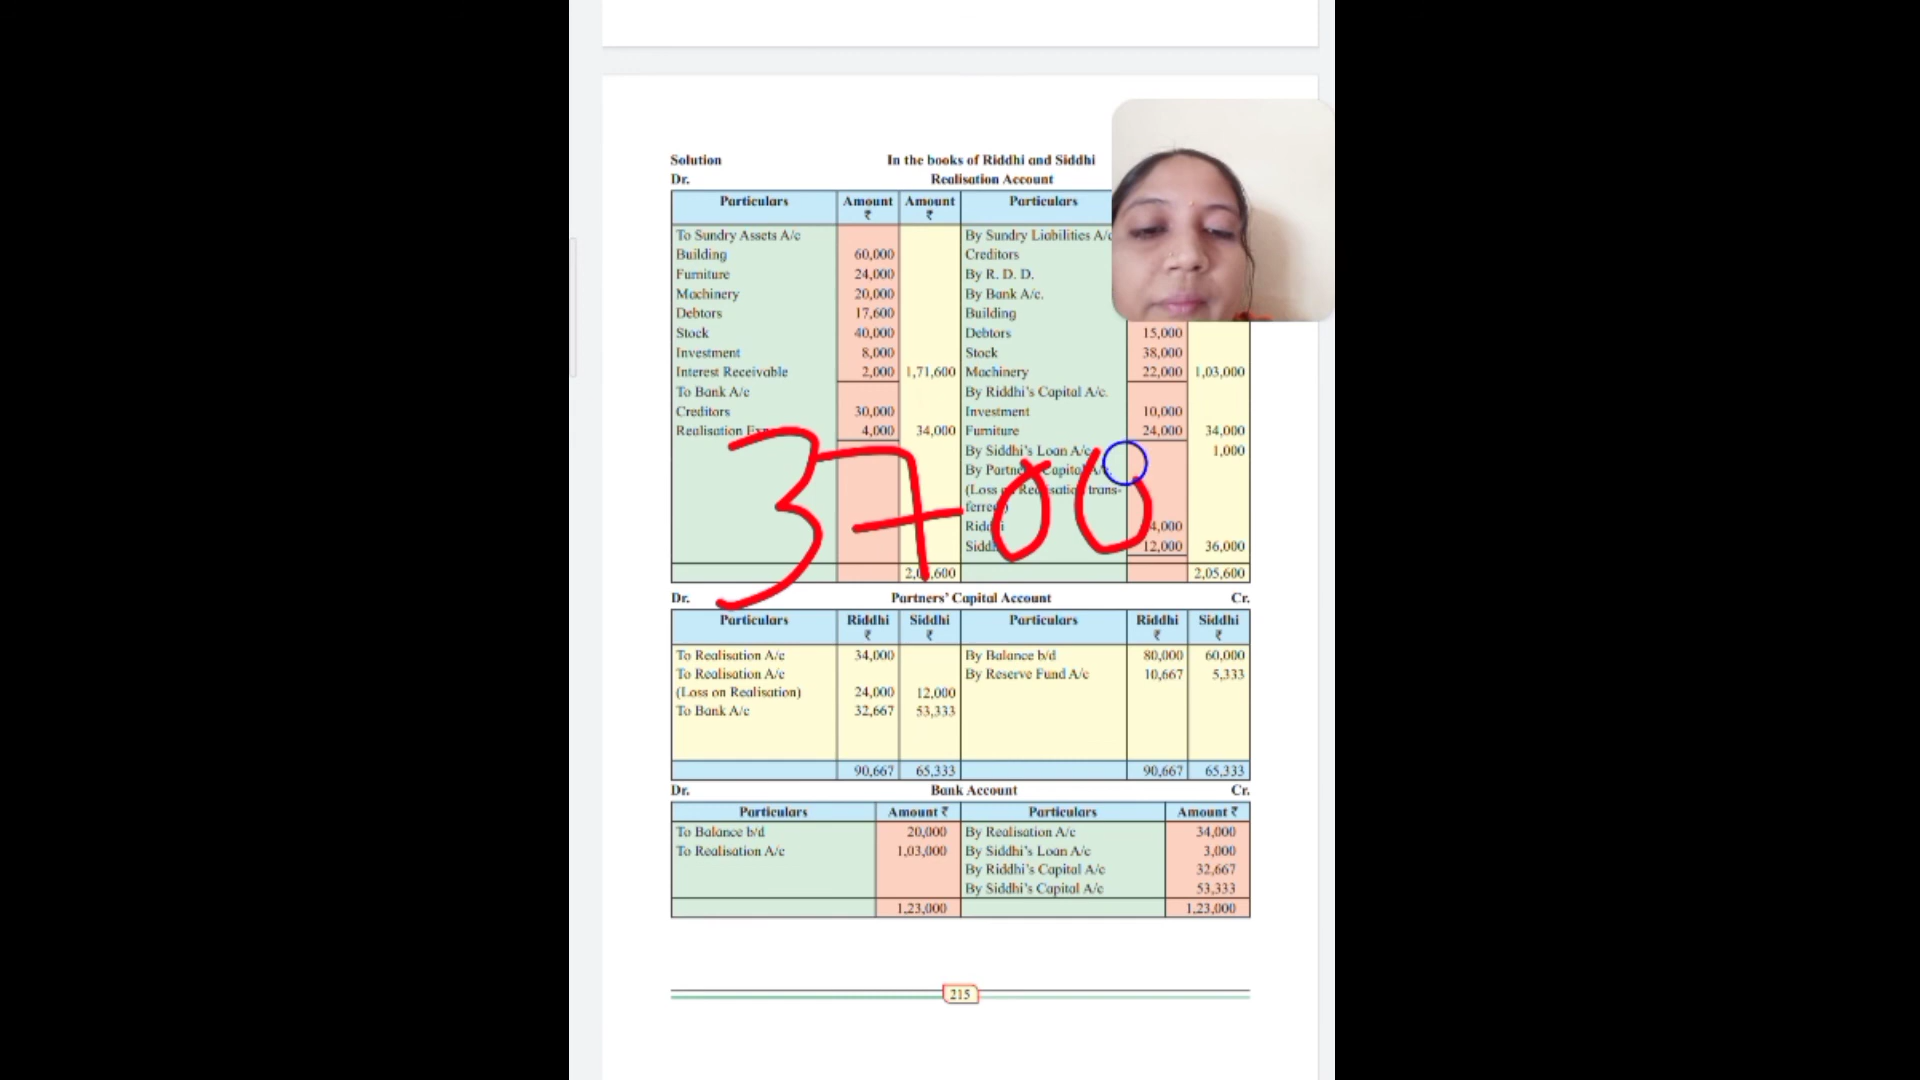 Solution In the books of Riddhi and Siddhi
Dr. Realisation Account
Particulars Amount ₹ Amount ₹ Particulars
To Sundry Assets A/c By Sundry Liabilities A/c
Building 60,000 Creditors
Furniture 24,000 By R. D. D.
Machinery 20,000 By Bank A/c.
Debtors 17,600 Building
Stock 40,000 Debtors 15,000
Investment 8,000 Stock 38,000
Interest Receivable 2,000 1,71,600 Machinery 22,000 1,03,000
To Bank A/c By Riddhi's Capital A/c.
Creditors 30,000 Investment 10,000
Realisation 4,000 34,000 Furniture 24,000 34,000
By Siddhi's Loan A/c 1,000
By Capital
(Loss trans-
4,000
12,000 36,000
2,05,600
3700
Dr. Partners' Capital Account Cr.
Particulars Riddhi ₹ Siddhi ₹ Particulars Riddhi ₹ Siddhi ₹
To Realisation A/c 34,000 By Balance b/d 80,000 60,000
To Realisation A/c By Reserve Fund A/c 10,667 5,333
(Loss on Realisation) 24,000 12,000
To Bank A/c 32,667 53,333
90,667 65,333 90,667 65,333
Dr. Bank Account Cr.
Particulars Amount ₹ Particulars Amount ₹
To Balance b/d 20,000 By Realisation A/c 34,000
To Realisation A/c 1,03,000 By Siddhi's Loan A/c 3,000
By Riddhi's Capital A/c 32,667
By Siddhi's Capital A/c 53,333
1,23,000 1,23,000
215